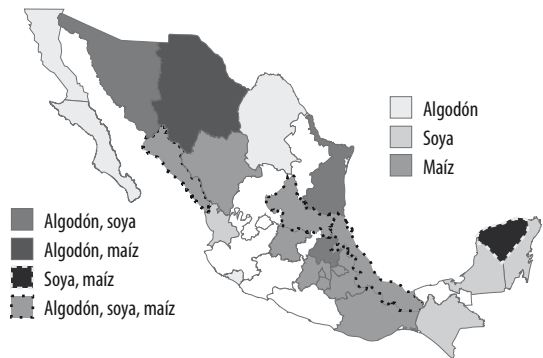 Algodón
Soya
Maíz
Algodón, soya
Algodón, maíz
Soya, maíz
Algodón, soya, maíz